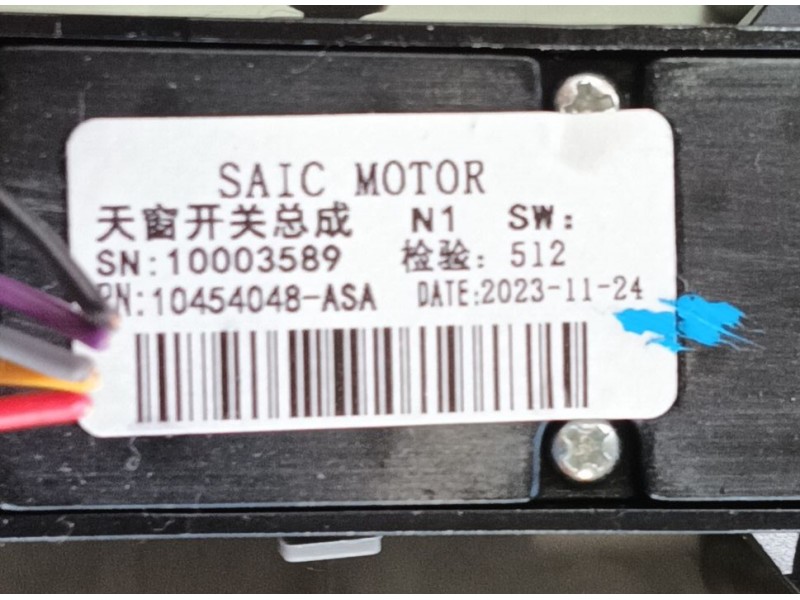 SAIC MOTOR
天窗开关总成 N1 SW:
SN:10003589 检验: 512
PN:10454048-ASA DATE:2023-11-24